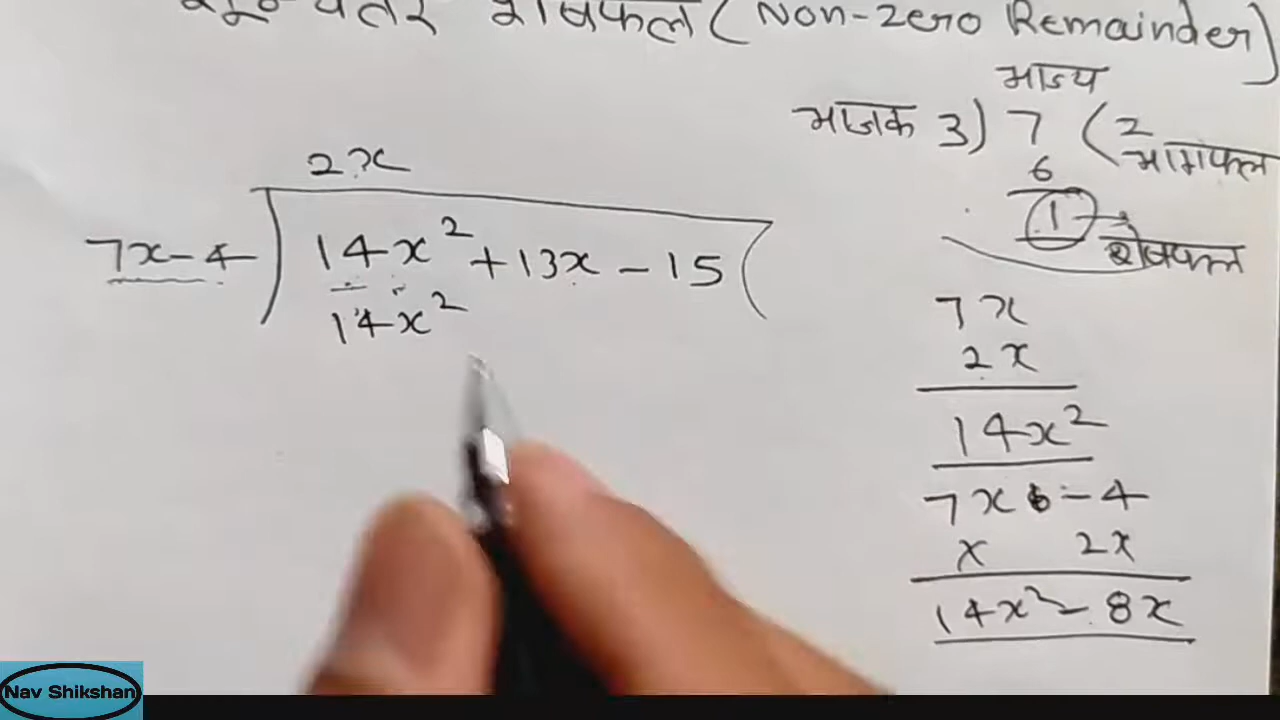 शेषफल (Non-zero Remainder)
भाज्य
भाजक 3) 7 (2
भागफल
6
1
शेषफल
2x
7x-4) 14x² +13x - 15 (
14x²
7x
2x
14x²
7x - 4
x 2x
14x² - 8x
Nav Shikshan